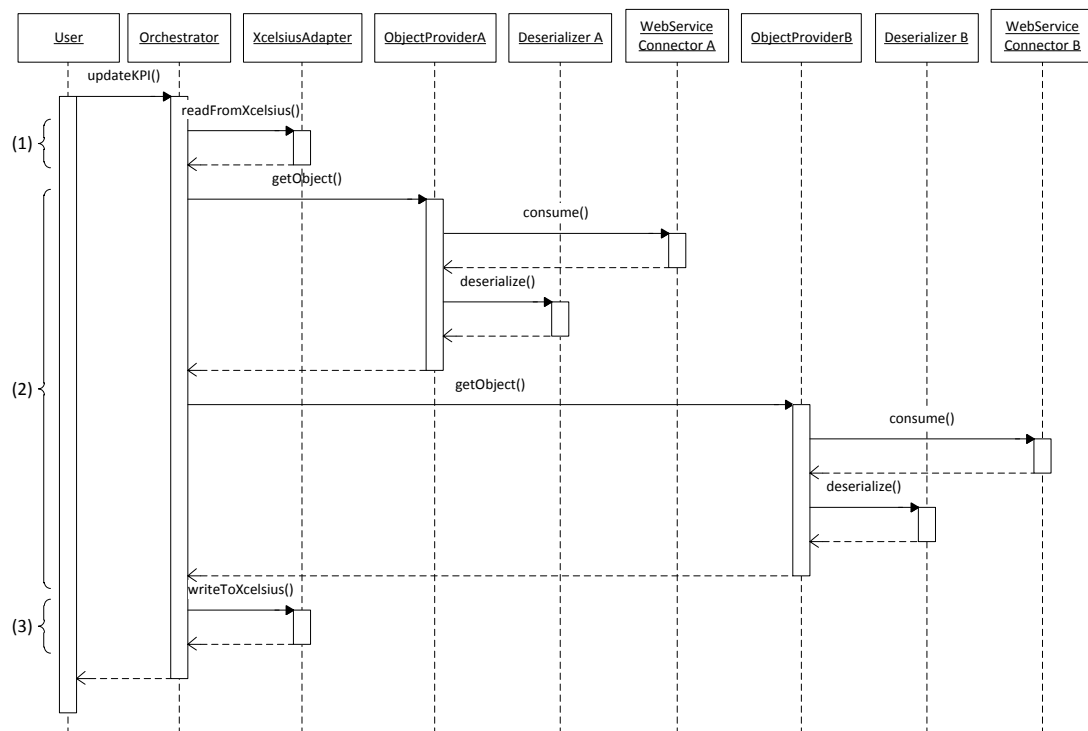 User
Orchestrator
XcelsiusAdapter
ObjectProviderA
Deserializer A
WebService
Connector A
ObjectProviderB
Deserializer B
WebService
Connector B
updateKPI()
readFromXcelsius()
(1)
getObject()
consume()
deserialize()
(2)
getObject()
consume()
deserialize()
writeToXcelsius()
(3)